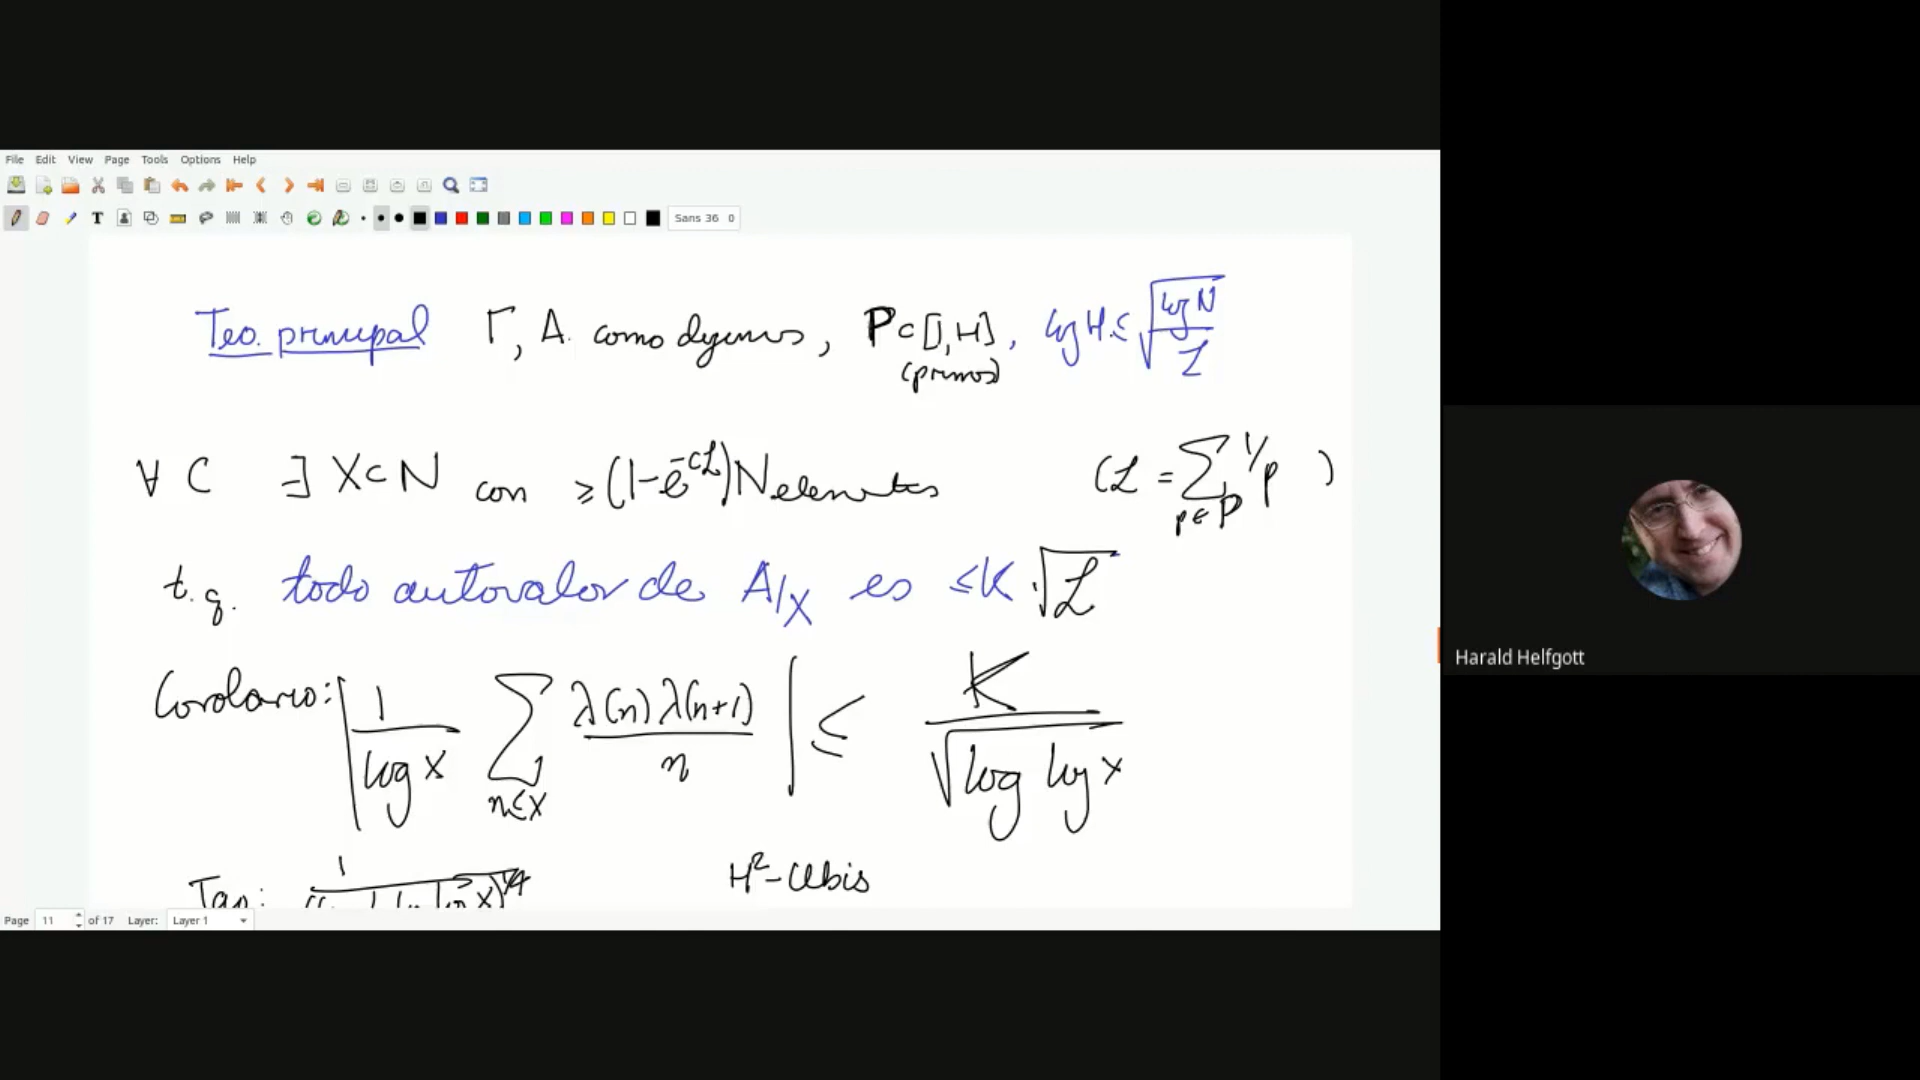 File Edit View Page Tools Options Help
Sans 36 0
Teo. principal Γ, A como dijimos, P⊂[1,H], log H ≤ √(log N / L)
(primos)
∀ C ∃ X⊂N con ≥(1-e^{-CL})N elementos (L = Σ_{p∈P} 1/p)
t.q. todo autovalor de A|X es ≤K √L
Corolario: |1/log x Σ_{n≤x} λ(n)λ(n+1)/n| ≤ K/√(log log x)
Tao: H²-
Page 11 of 17 Layer: Layer 1
Harald Helfgott